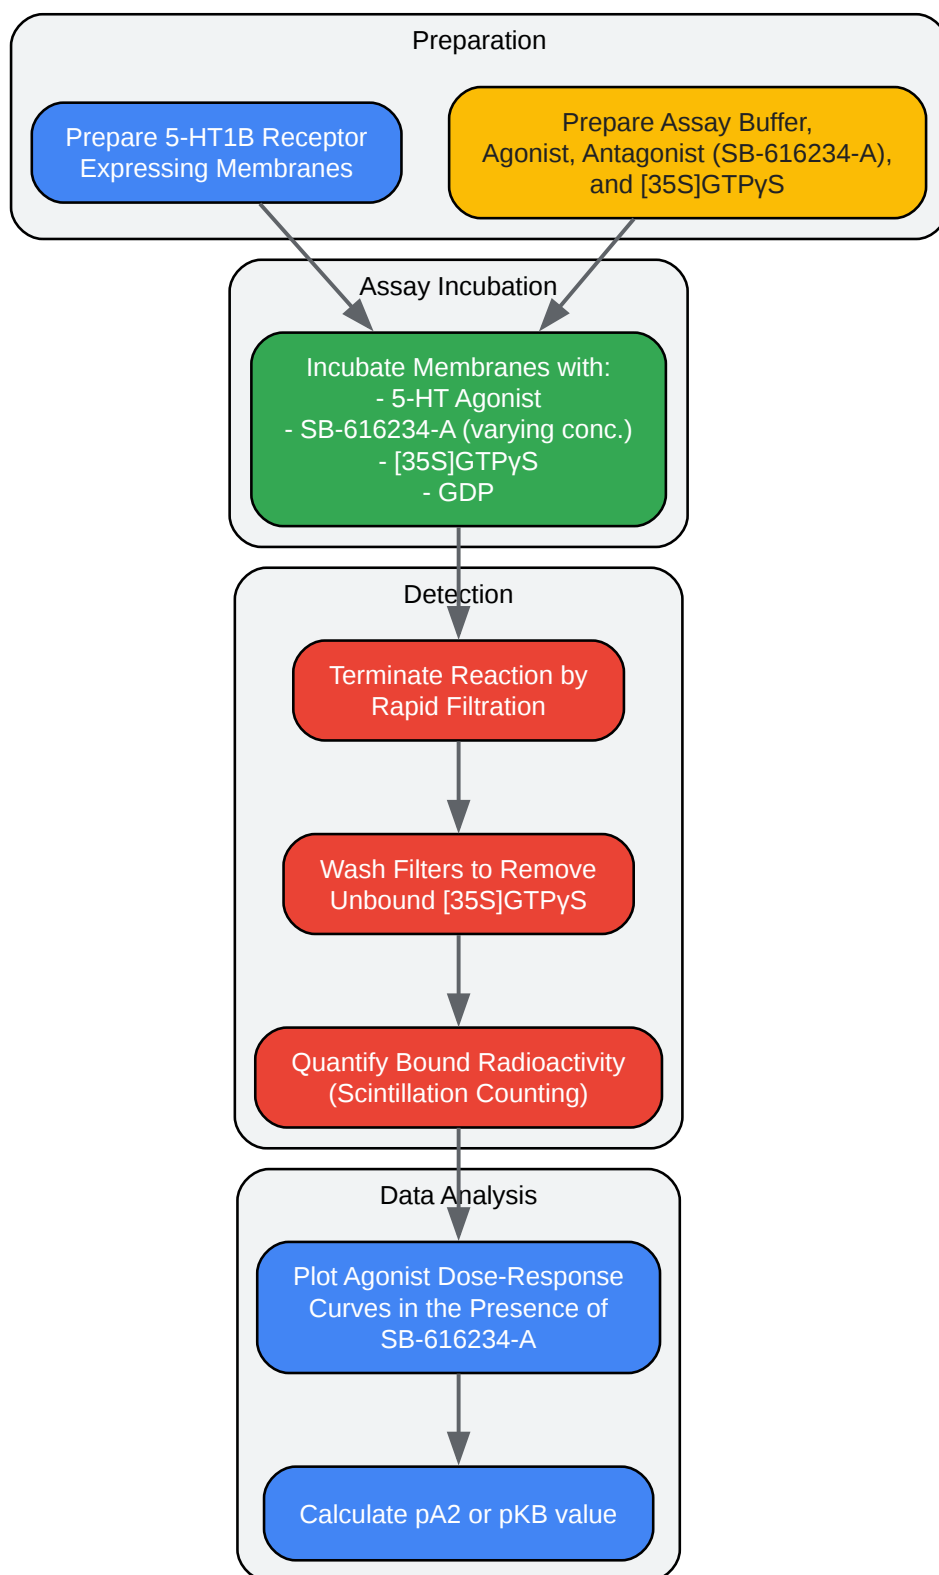 Preparation
Prepare 5-HT1B Receptor
Expressing Membranes
Prepare Assay Buffer,
Agonist, Antagonist (SB-616234-A),
and [35S]GTPγS
Assay Incubation
Incubate Membranes with:
- 5-HT Agonist
- SB-616234-A (varying conc.)
- [35S]GTPγS
- GDP
Detection
Terminate Reaction by
Rapid Filtration
Wash Filters to Remove
Unbound [35S]GTPγS
Quantify Bound Radioactivity
(Scintillation Counting)
Data Analysis
Plot Agonist Dose-Response
Curves in the Presence of
SB-616234-A
Calculate pA2 or pKB value